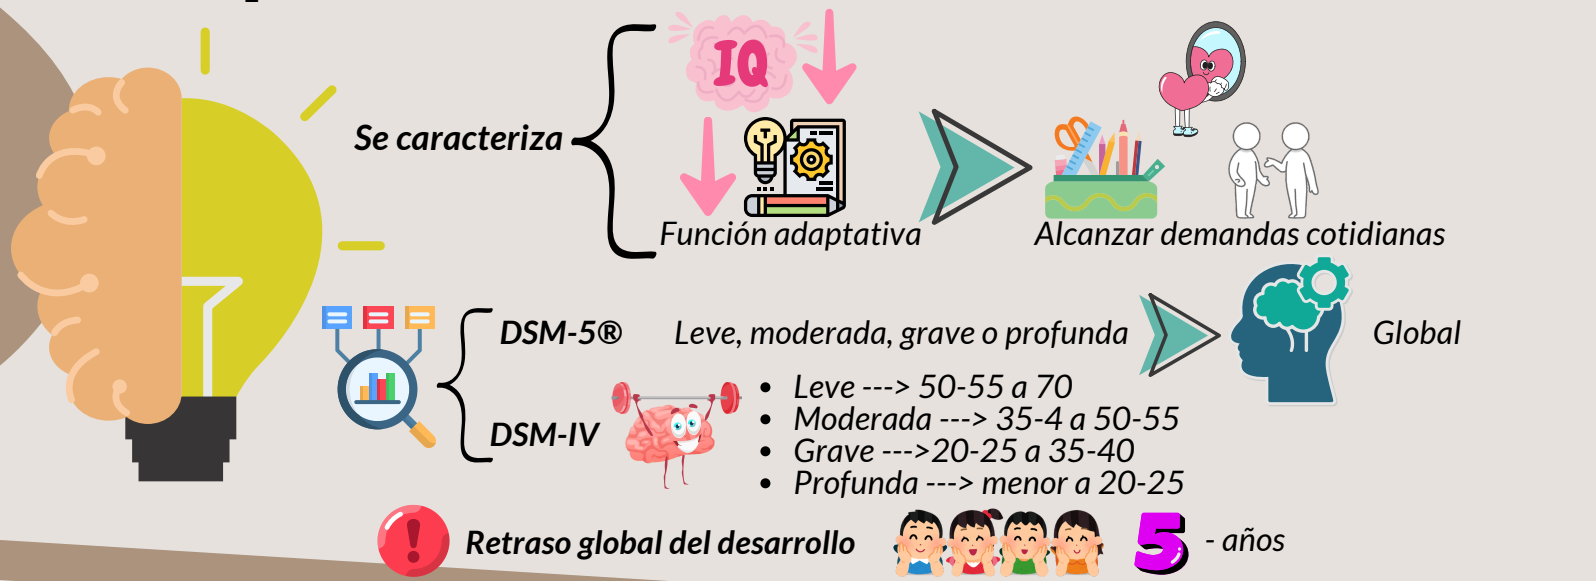 IQ
Se caracteriza
Función adaptativa
Alcanzar demandas cotidianas
DSM-5® Leve, moderada, grave o profunda Global
• Leve ---> 50-55 a 70
• Moderada ---> 35-4 a 50-55
DSM-IV
• Grave --->20-25 a 35-40
• Profunda ---> menor a 20-25
Retraso global del desarrollo 5 - años